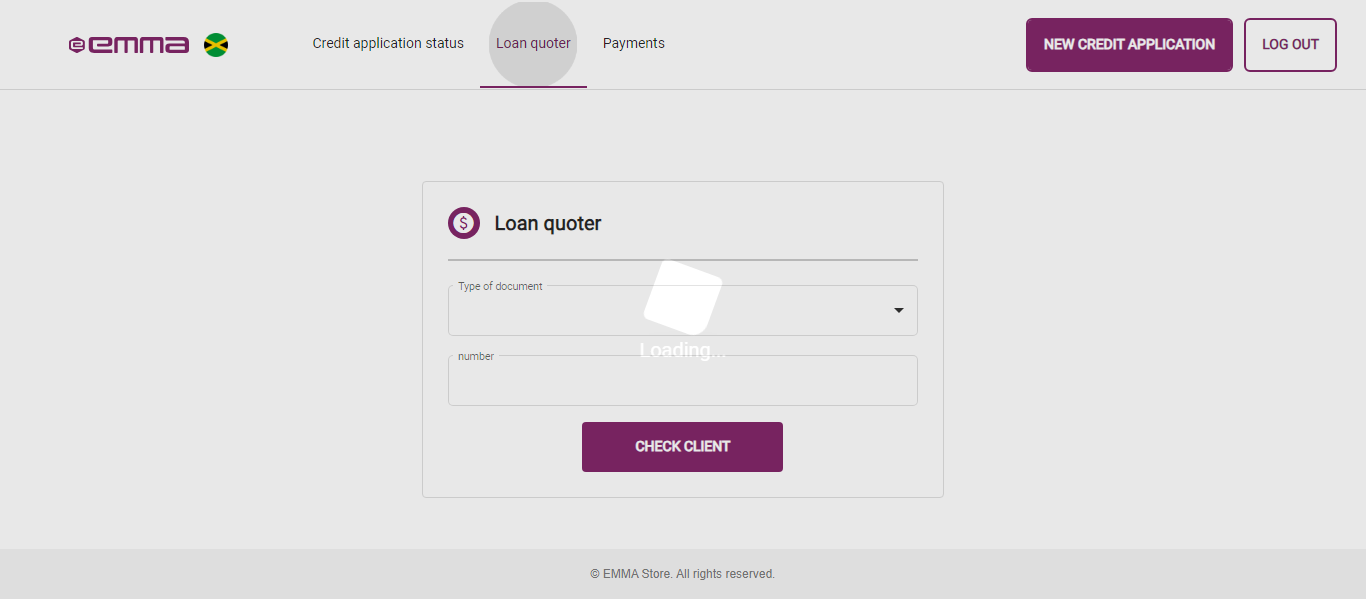 emma
Credit application status
Loan quoter
Payments
NEW CREDIT APPLICATION
LOG OUT
$
Loan quoter
Type of document
Loading...
number
CHECK CLIENT
© EMMA Store. All rights reserved.